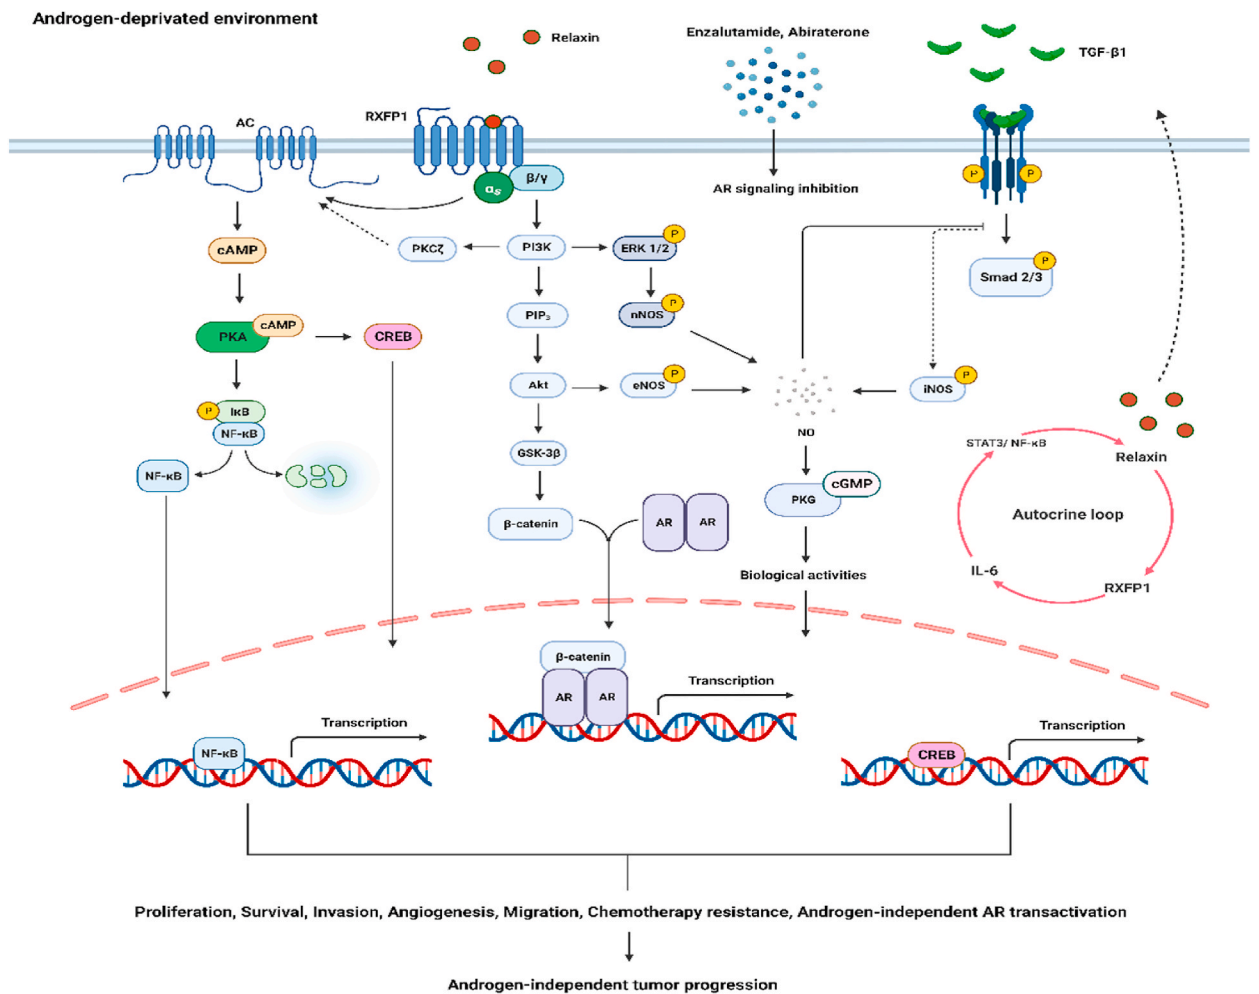 Androgen-deprivated environment
Relaxin
Enzalutamide, Abiraterone
TGF-β1
AC
RXFP1
αs
β/γ
AR signaling inhibition
P
P
cAMP
PKCζ
PI3K
ERK 1/2
P
Smad 2/3
P
PKA
cAMP
CREB
PIP₃
nNOS
P
Akt
eNOS
P
iNOS
P
P
IκB
NF-κB
NO
NF-κB
GSK-3β
cGMP
PKG
STAT3/ NF-κB
Relaxin
Autocrine loop
IL-6
RXFP1
β-catenin
AR
AR
Biological activities
β-catenin
AR
AR
Transcription
NF-κB
Transcription
CREB
Transcription
Proliferation, Survival, Invasion, Angiogenesis, Migration, Chemotherapy resistance, Androgen-independent AR transactivation
Androgen-independent tumor progression